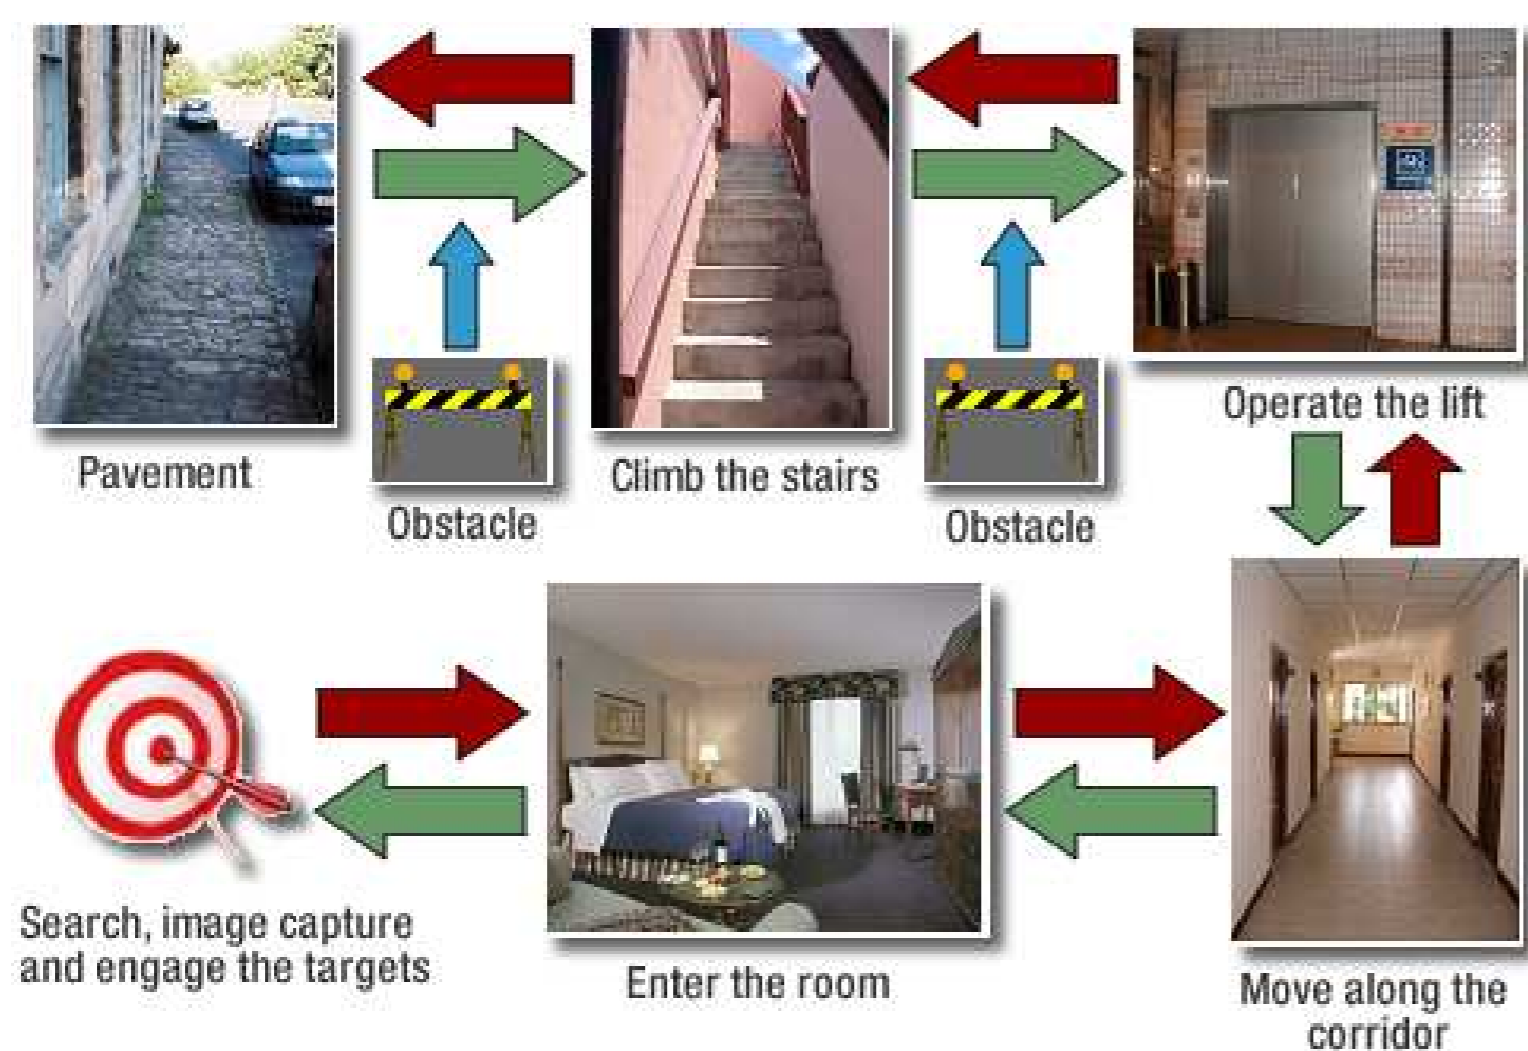 Pavement
Obstacle
Climb the stairs
Obstacle
Operate the lift
Search, image capture
and engage the targets
Enter the room
Move along the
corridor